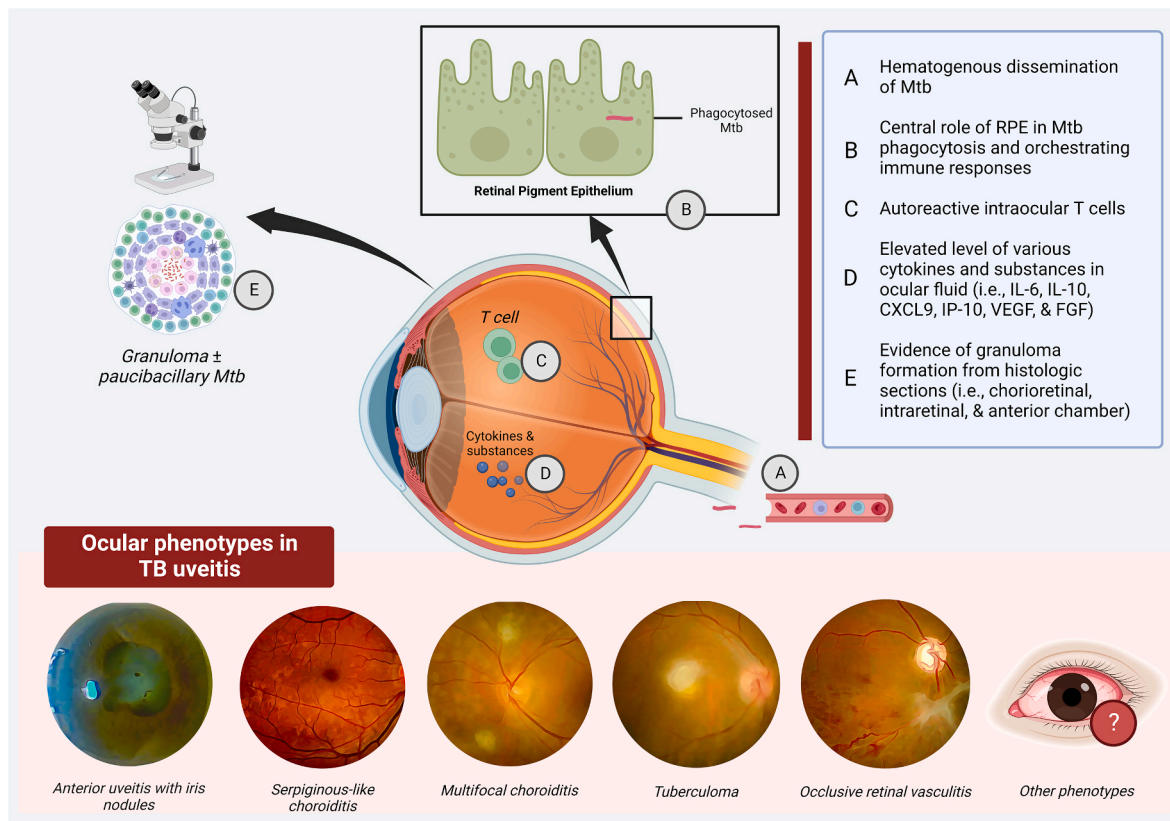 Phagocytosed
Mtb
Retinal Pigment Epithelium
B
E
Granuloma ±
paucibacillary Mtb
T cell
C
Cytokines &
substances
D
A
A
Hematogenous dissemination
of Mtb
B
Central role of RPE in Mtb
phagocytosis and orchestrating
immune responses
C
Autoreactive intraocular T cells
D
Elevated level of various
cytokines and substances in
ocular fluid (i.e., IL-6, IL-10,
CXCL9, IP-10, VEGF, & FGF)
E
Evidence of granuloma
formation from histologic
sections (i.e., chorioretinal,
intraretinal, & anterior chamber)
Ocular phenotypes in
TB uveitis
Anterior uveitis with iris
nodules
Serpiginous-like
choroiditis
Multifocal choroiditis
Tuberculoma
Occlusive retinal vasculitis
?
Other phenotypes